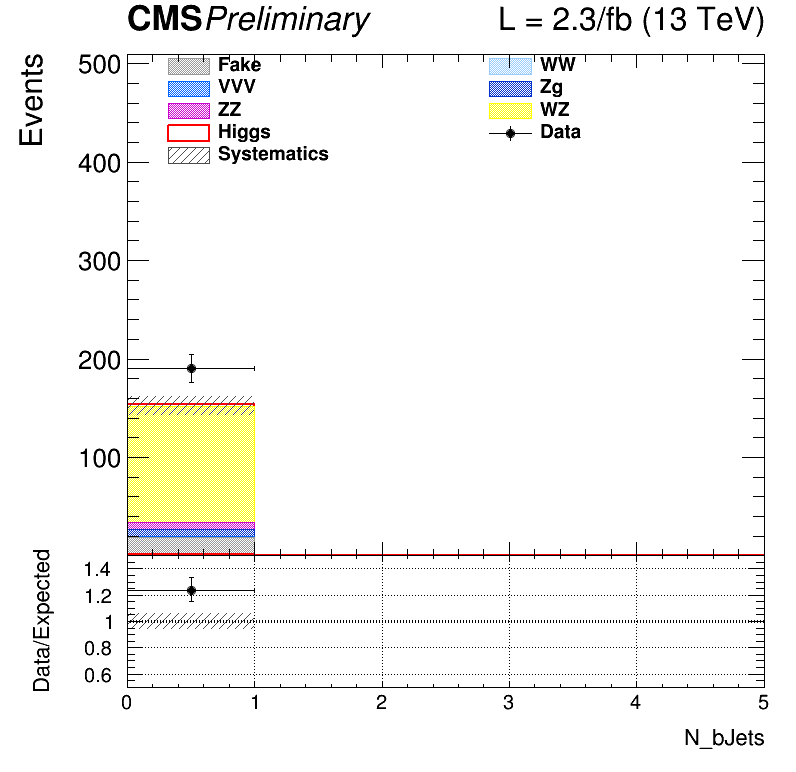 CMSPreliminary L = 2.3/fb (13 TeV)
Events
500
400
300
200
100
Fake WW
VVV Zg
ZZ WZ
Higgs Data
Systematics
Data/Expected
1.4
1.2
1
0.8
0.6
0 1 2 3 4 5
N_bJets